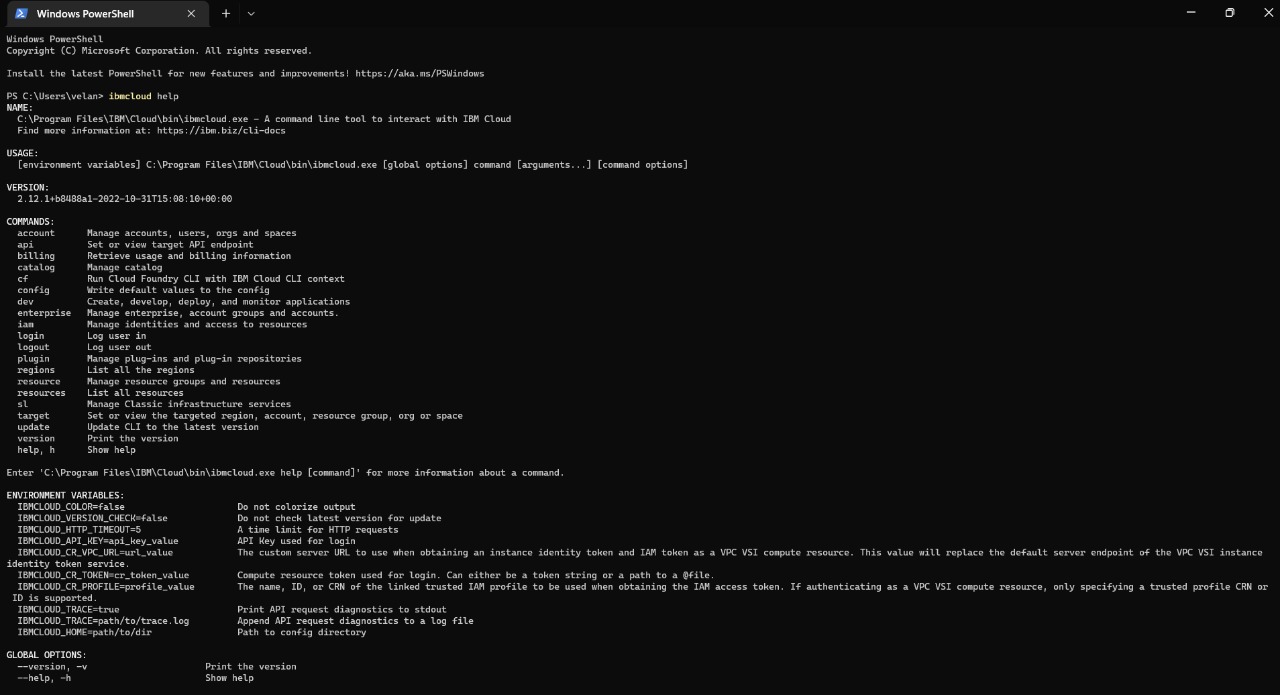 Windows PowerShell
Windows PowerShell
Copyright (C) Microsoft Corporation. All rights reserved.
Install the latest PowerShell for new features and improvements! https://aka.ms/PSWindows
PS C:\Users\velan> ibmcloud help
NAME:
C:\Program Files\IBM\Cloud\bin\ibmcloud.exe - A command line tool to interact with IBM Cloud
Find more information at: https://ibm.biz/cli-docs
USAGE:
[environment variables] C:\Program Files\IBM\Cloud\bin\ibmcloud.exe [global options] command [arguments...] [command options]
VERSION:
2.12.1+b8488a1-2022-10-31T15:08:10+00:00
COMMANDS:
account Manage accounts, users, orgs and spaces
api Set or view target API endpoint
billing Retrieve usage and billing information
catalog Manage catalog
cf Run Cloud Foundry CLI with IBM Cloud CLI context
config Write default values to the config
dev Create, develop, deploy, and monitor applications
enterprise Manage enterprise, account groups and accounts.
iam Manage identities and access to resources
login Log user in
logout Log user out
plugin Manage plug-ins and plug-in repositories
regions List all the regions
resource Manage resource groups and resources
resources List all resources
sl Manage Classic infrastructure services
target Set or view the targeted region, account, resource group, org or space
update Update CLI to the latest version
version Print the version
help, h Show help
Enter 'C:\Program Files\IBM\Cloud\bin\ibmcloud.exe help [command]' for more information about a command.
ENVIRONMENT VARIABLES:
IBMCLOUD_COLOR=false Do not colorize output
IBMCLOUD_VERSION_CHECK=false Do not check latest version for update
IBMCLOUD_HTTP_TIMEOUT=5 A time limit for HTTP requests
IBMCLOUD_API_KEY=api_key_value API Key used for login
IBMCLOUD_CR_VPC_URL=url_value The custom server URL to use when obtaining an instance identity token and IAM token as a VPC VSI compute resource. This value will replace the default server endpoint of the VPC VSI instance
identity token service.
IBMCLOUD_CR_TOKEN=cr_token_value Compute resource token used for login. Can either be a token string or a path to a @file.
IBMCLOUD_CR_PROFILE=profile_value The name, ID, or CRN of the linked trusted IAM profile to be used when obtaining the IAM access token. If authenticating as a VPC VSI compute resource, only specifying a trusted profile CRN or
ID is supported.
IBMCLOUD_TRACE=true Print API request diagnostics to stdout
IBMCLOUD_TRACE=path/to/trace.log Append API request diagnostics to a log file
IBMCLOUD_HOME=path/to/dir Path to config directory
GLOBAL OPTIONS:
--version, -v Print the version
--help, -h Show help